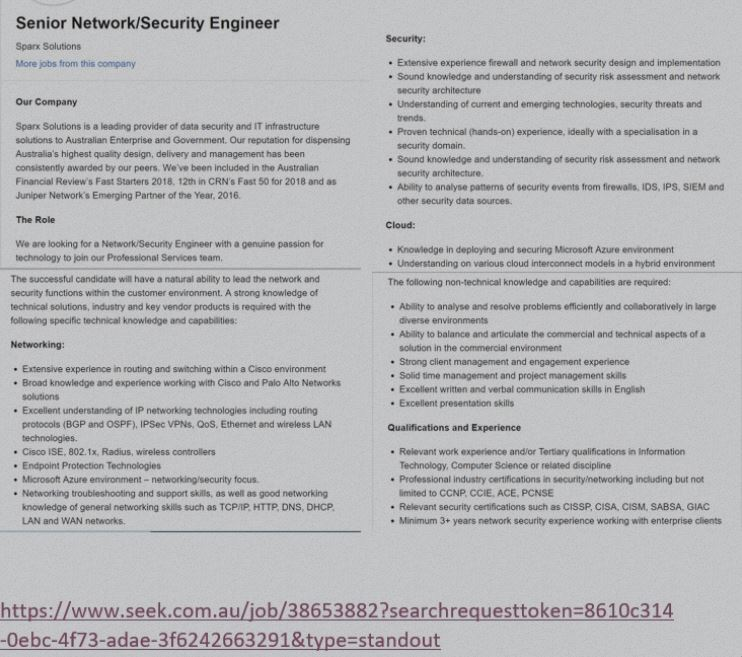 Senior Network/Security Engineer
Sparx Solutions
More jobs from this company
Our Company
Sparx Solutions is a leading provider of data security and IT infrastructure
solutions to Australian Enterprise and Government. Our reputation for dispensing
Australia's highest quality design, delivery and management has been
consistently awarded by our peers. We've been included in the Australian
Financial Review's Fast Starters 2018, 12th in CRN's Fast 50 for 2018 and as
Juniper Network's Emerging Partner of the Year, 2016.
The Role
We are looking for a Network/Security Engineer with a genuine passion for
technology to join our Professional Services team.
The successful candidate will have a natural ability to lead the network and
security functions within the customer environment. A strong knowledge of
technical solutions, industry and key vendor products is required with the
following specific technical knowledge and capabilities:
Networking:
• Extensive experience in routing and switching within a Cisco environment
• Broad knowledge and experience working with Cisco and Palo Alto Networks
solutions
• Excellent understanding of IP networking technologies including routing
protocols (BGP and OSPF), IPSec VPNs, QoS, Ethernet and wireless LAN
technologies.
• Cisco ISE, 802.1x, Radius, wireless controllers
• Endpoint Protection Technologies
• Microsoft Azure environment – networking/security focus.
• Networking troubleshooting and support skills, as well as good networking
knowledge of general networking skills such as TCP/IP, HTTP, DNS, DHCP,
LAN and WAN networks.
Security:
• Extensive experience firewall and network security design and implementation
• Sound knowledge and understanding of security risk assessment and network
security architecture
• Understanding of current and emerging technologies, security threats and
trends.
• Proven technical (hands-on) experience, ideally with a specialisation in a
security domain.
• Sound knowledge and understanding of security risk assessment and network
security architecture.
• Ability to analyse patterns of security events from firewalls, IDS, IPS, SIEM and
other security data sources.
Cloud:
• Knowledge in deploying and securing Microsoft Azure environment
• Understanding on various cloud interconnect models in a hybrid environment
The following non-technical knowledge and capabilities are required:
• Ability to analyse and resolve problems efficiently and collaboratively in large
diverse environments
• Ability to balance and articulate the commercial and technical aspects of a
solution in the commercial environment
• Strong client management and engagement experience
• Solid time management and project management skills
• Excellent written and verbal communication skills in English
• Excellent presentation skills
Qualifications and Experience
• Relevant work experience and/or Tertiary qualifications in Information
Technology, Computer Science or related discipline
• Professional industry certifications in security/networking including but not
limited to CCNP, CCIE, ACE, PCNSE
• Relevant security certifications such as CISSP, CISA, CISM, SABSA, GIAC
• Minimum 3+ years network security experience working with enterprise clients
https://www.seek.com.au/job/38653882?searchrequesttoken=8610c314
-0ebc-4f73-adae-3f6242663291&type=standout